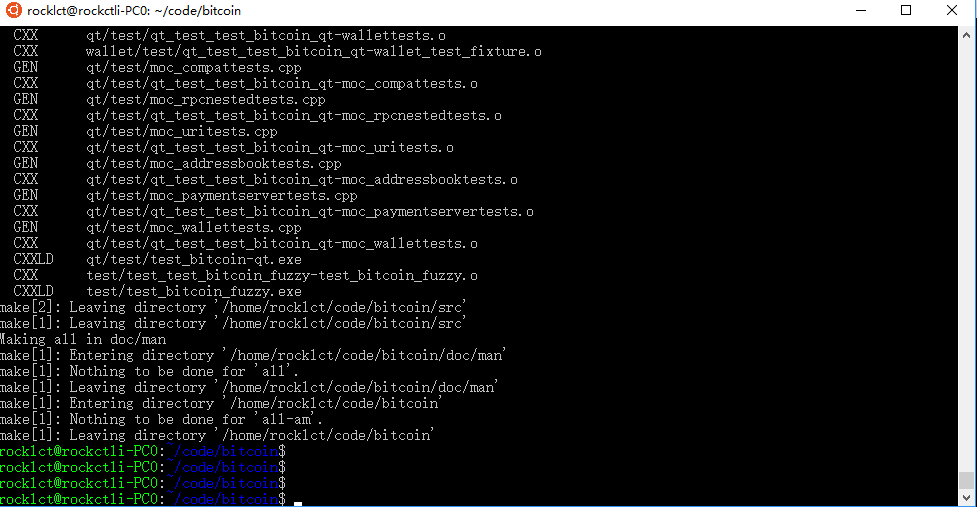 rocklct@rockctli-PC0: ~/code/bitcoin
CXX qt/test/qt_test_test_bitcoin_qt-wallettests.o
CXX wallet/test/qt_test_test_bitcoin_qt-wallet_test_fixture.o
GEN qt/test/moc_compattests.cpp
CXX qt/test/qt_test_test_bitcoin_qt-moc_compattests.o
GEN qt/test/moc_rpcnestedtests.cpp
CXX qt/test/qt_test_test_bitcoin_qt-moc_rpcnestedtests.o
GEN qt/test/moc_uritests.cpp
CXX qt/test/qt_test_test_bitcoin_qt-moc_uritests.o
GEN qt/test/moc_addressbooktests.cpp
CXX qt/test/qt_test_test_bitcoin_qt-moc_addressbooktests.o
GEN qt/test/moc_paymentservertests.cpp
CXX qt/test/qt_test_test_bitcoin_qt-moc_paymentservertests.o
GEN qt/test/moc_wallettests.cpp
CXX qt/test/qt_test_test_bitcoin_qt-moc_wallettests.o
CXXLD qt/test/test_bitcoin-qt.exe
CXX test/test_test_bitcoin_fuzzy-test_bitcoin_fuzzy.o
CXXLD test/test_bitcoin_fuzzy.exe
make[2]: Leaving directory '/home/rocklct/code/bitcoin/src'
make[1]: Leaving directory '/home/rocklct/code/bitcoin/src'
Making all in doc/man
make[1]: Entering directory '/home/rocklct/code/bitcoin/doc/man'
make[1]: Nothing to be done for 'all'.
make[1]: Leaving directory '/home/rocklct/code/bitcoin/doc/man'
make[1]: Entering directory '/home/rocklct/code/bitcoin'
make[1]: Nothing to be done for 'all-am'.
make[1]: Leaving directory '/home/rocklct/code/bitcoin'
rocklct@rockctli-PC0:~/code/bitcoin$
rocklct@rockctli-PC0:~/code/bitcoin$
rocklct@rockctli-PC0:~/code/bitcoin$
rocklct@rockctli-PC0:~/code/bitcoin$